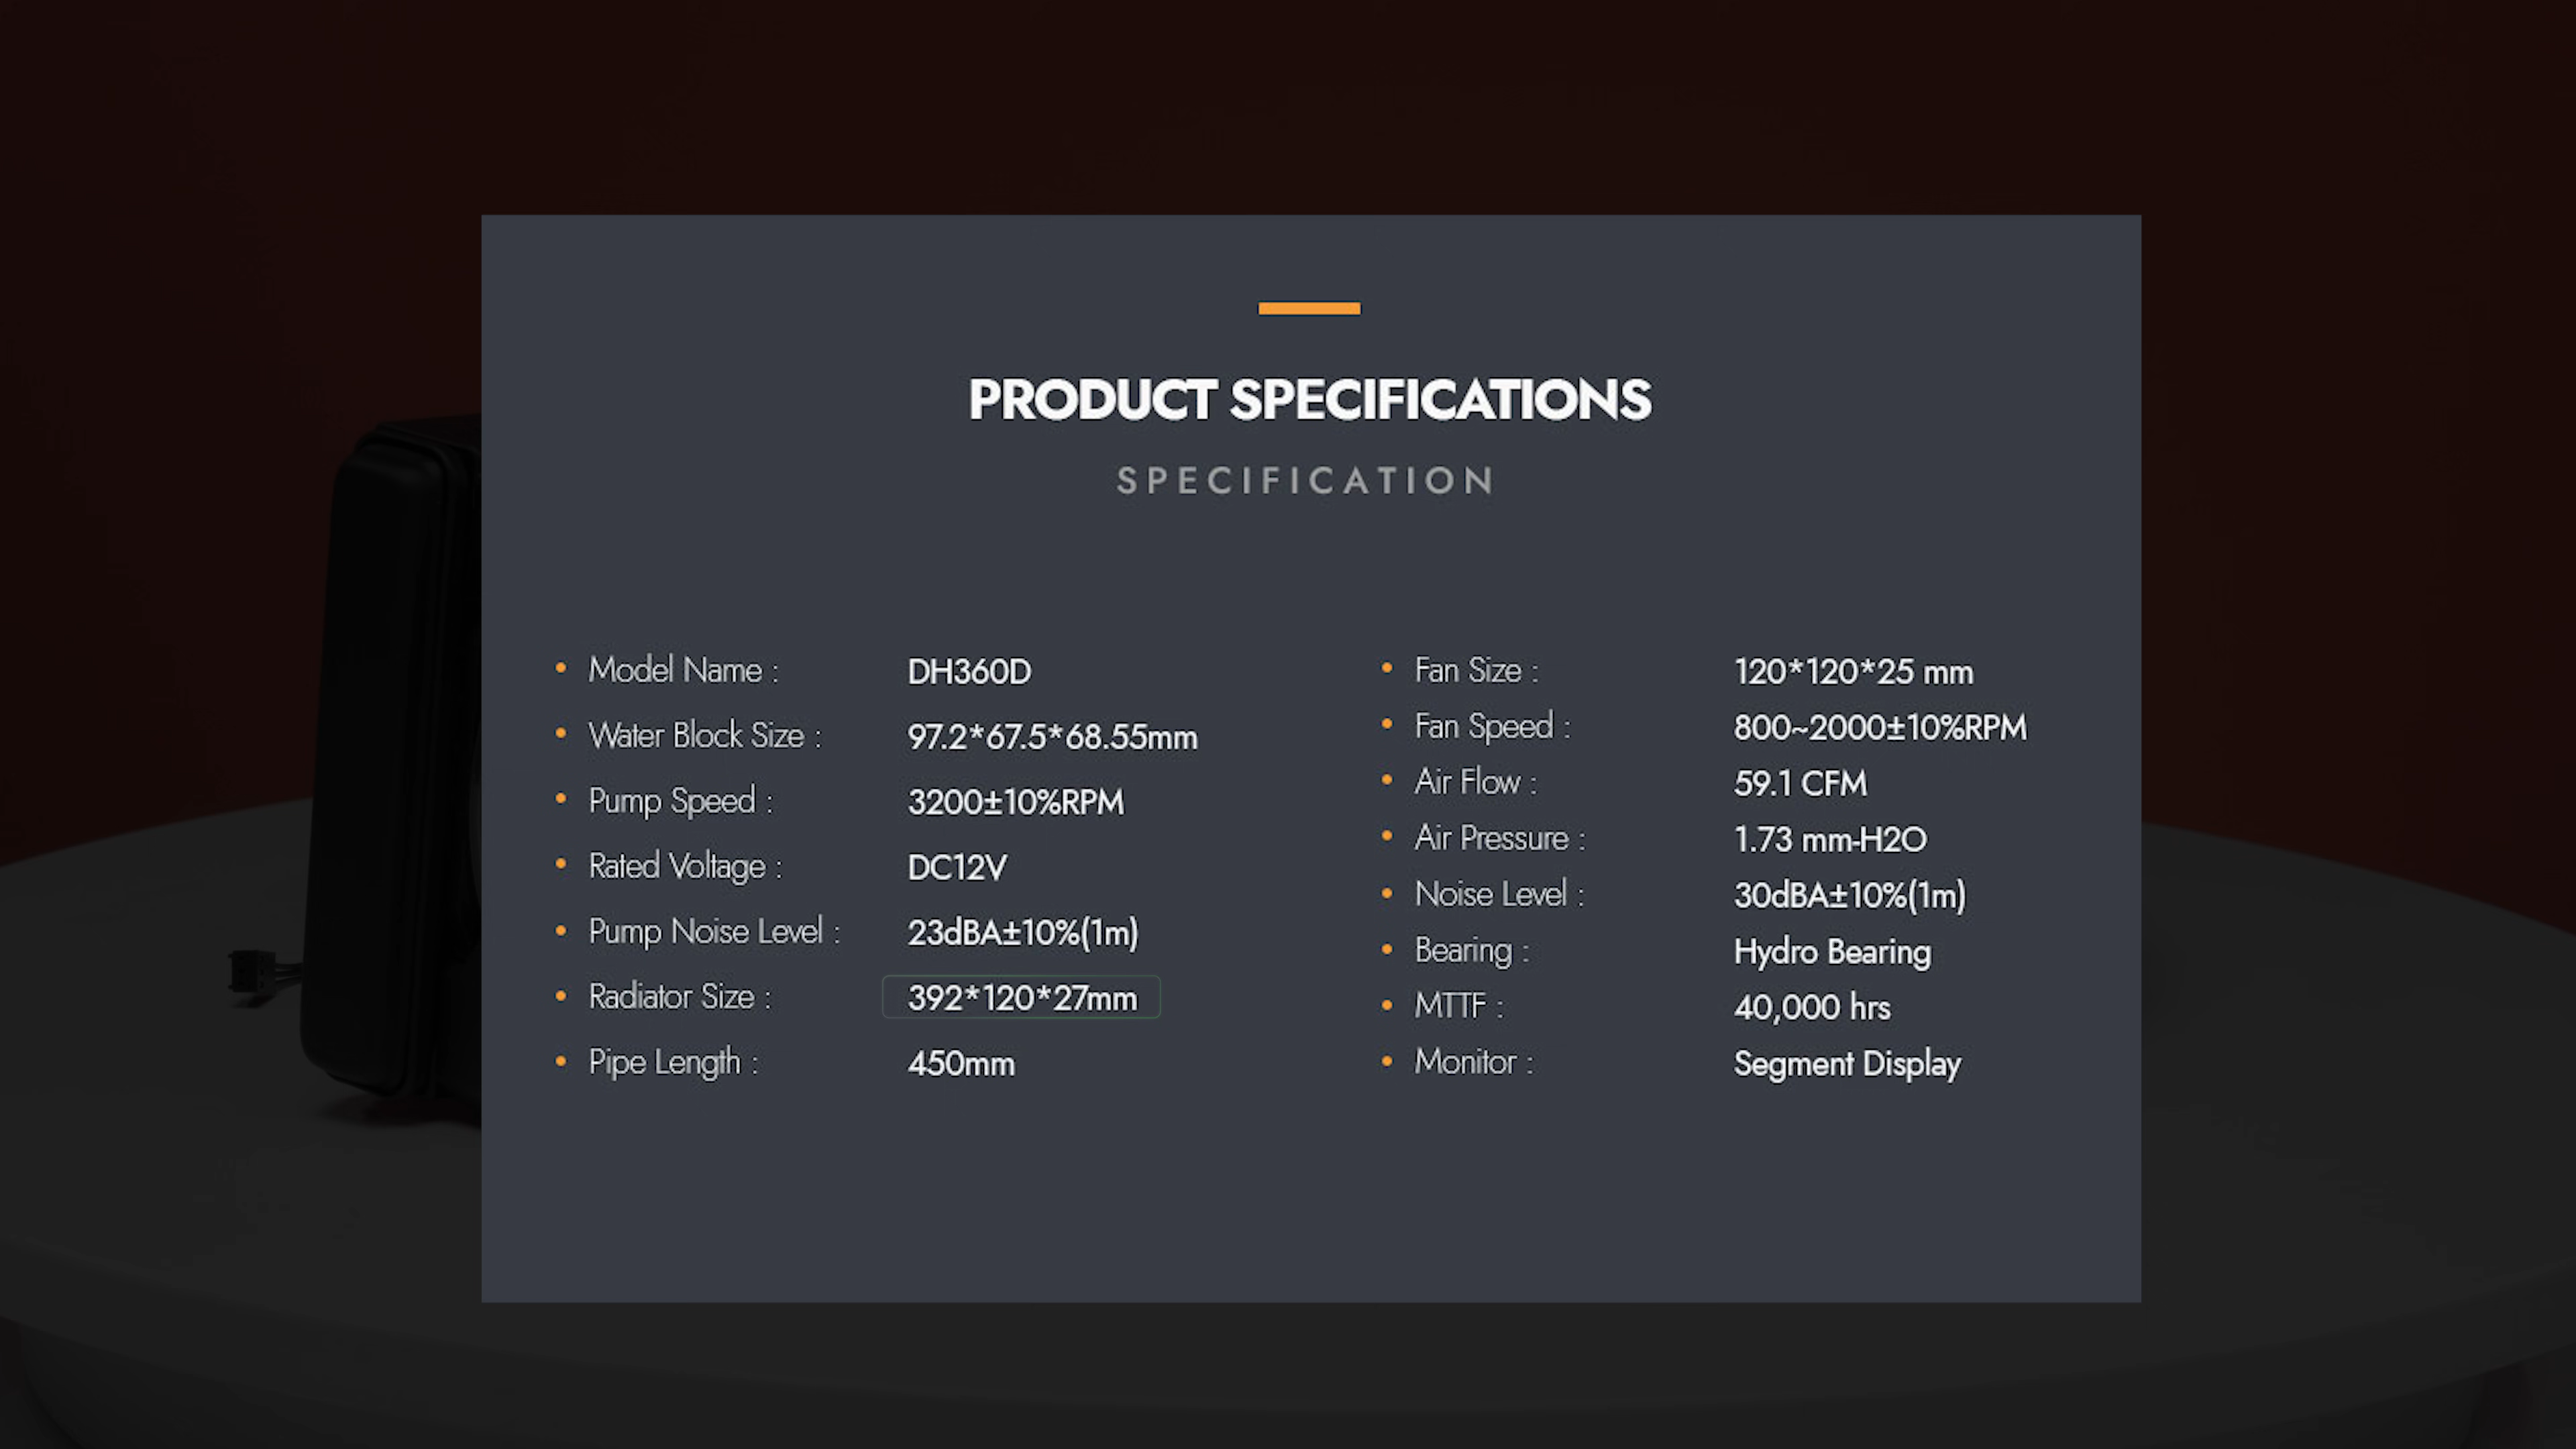 PRODUCT SPECIFICATIONS
SPECIFICATION
Model Name : DH360D
Water Block Size : 97.2*67.5*68.55mm
Pump Speed : 3200±10%RPM
Rated Voltage : DC12V
Pump Noise Level : 23dBA±10%(1m)
Radiator Size : 392*120*27mm
Pipe Length : 450mm
Fan Size : 120*120*25 mm
Fan Speed : 800~2000±10%RPM
Air Flow : 59.1 CFM
Air Pressure : 1.73 mm-H2O
Noise Level : 30dBA±10%(1m)
Bearing : Hydro Bearing
MTTF : 40,000 hrs
Monitor : Segment Display